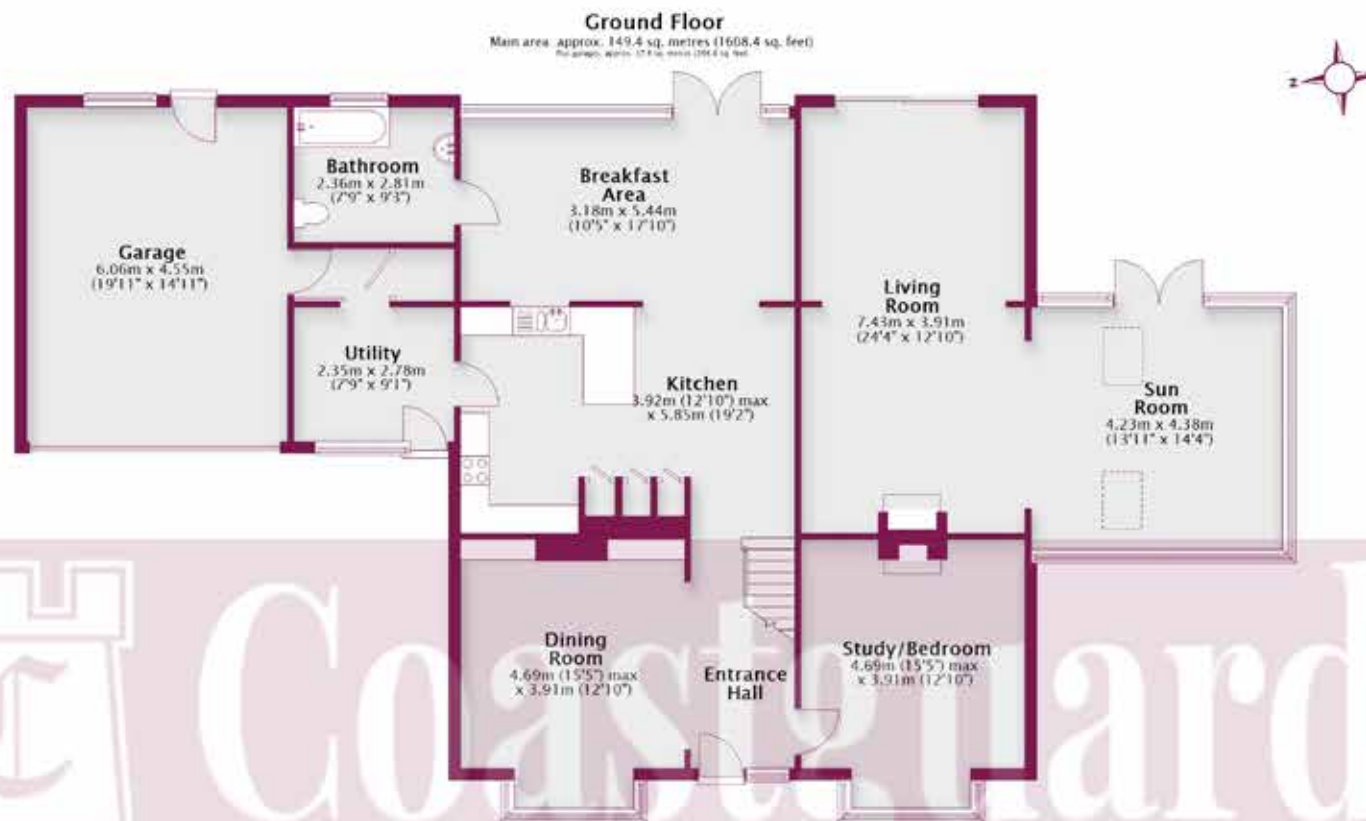 Ground Floor
Main area: approx. 149.4 sq. metres (1608.4 sq. feet)
Bathroom
2.36m x 2.81m
(7'9" x 9'3")
Breakfast
Area
3.18m x 5.44m
(10'5" x 17'10")
Garage
6.06m x 4.55m
(19'11" x 14'11")
Living
Room
7.43m x 3.91m
(24'4" x 12'10")
Utility
2.35m x 2.78m
(7'9" x 9'1")
Kitchen
3.92m (12'10") max
x 5.85m (19'2")
Sun
Room
4.23m x 4.38m
(13'11" x 14'4")
Dining
Room
4.69m (15'5") max
x 3.91m (12'10")
Entrance
Hall
Study/Bedroom
4.69m (15'5") max
x 3.91m (12'10")
Coastguard